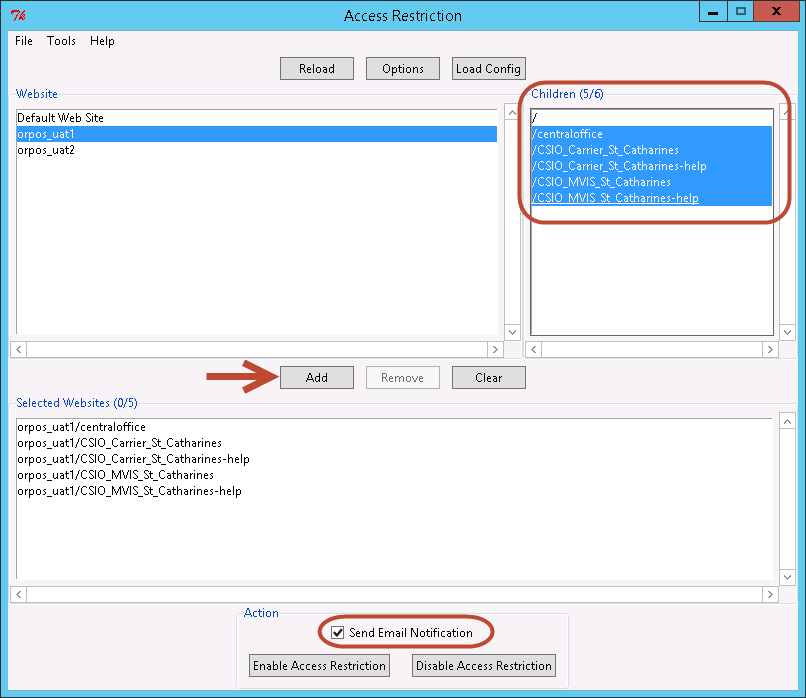 Access Restriction
File Tools Help
Reload Options Load Config
Website
Children (5/6)
Default Web Site
orpos_uat1
orpos_uat2
/
/centraloffice
/CSIO_Carrier_St_Catharines
/CSIO_Carrier_St_Catharines-help
/CSIO_MVIS_St_Catharines
/CSIO_MVIS_St_Catharines-help
Add Remove Clear
Selected Websites (0/5)
orpos_uat1/centraloffice
orpos_uat1/CSIO_Carrier_St_Catharines
orpos_uat1/CSIO_Carrier_St_Catharines-help
orpos_uat1/CSIO_MVIS_St_Catharines
orpos_uat1/CSIO_MVIS_St_Catharines-help
Action
Send Email Notification
Enable Access Restriction Disable Access Restriction